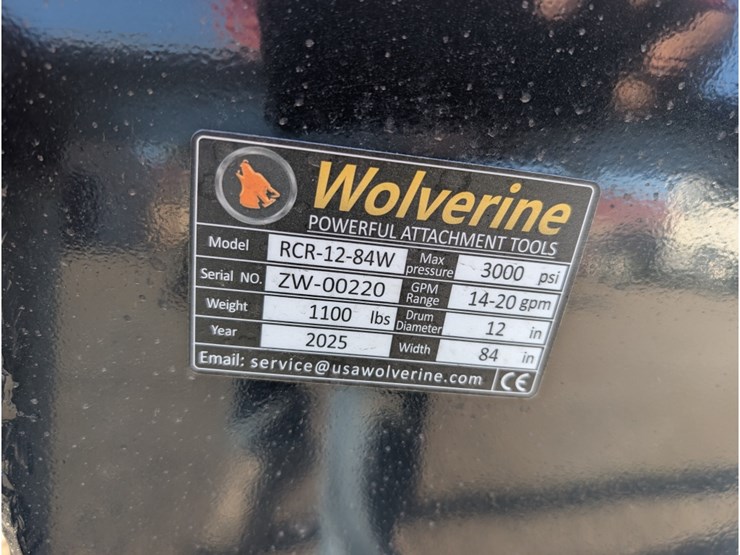 Wolverine
POWERFUL ATTACHMENT TOOLS
Model RCR-12-84W Max pressure 3000 psi
Serial NO. ZW-00220 GPM Range 14-20 gpm
Weight 1100 lbs Drum Diameter 12 in
Year 2025 Width 84 in
Email: service@usawolverine.com CE